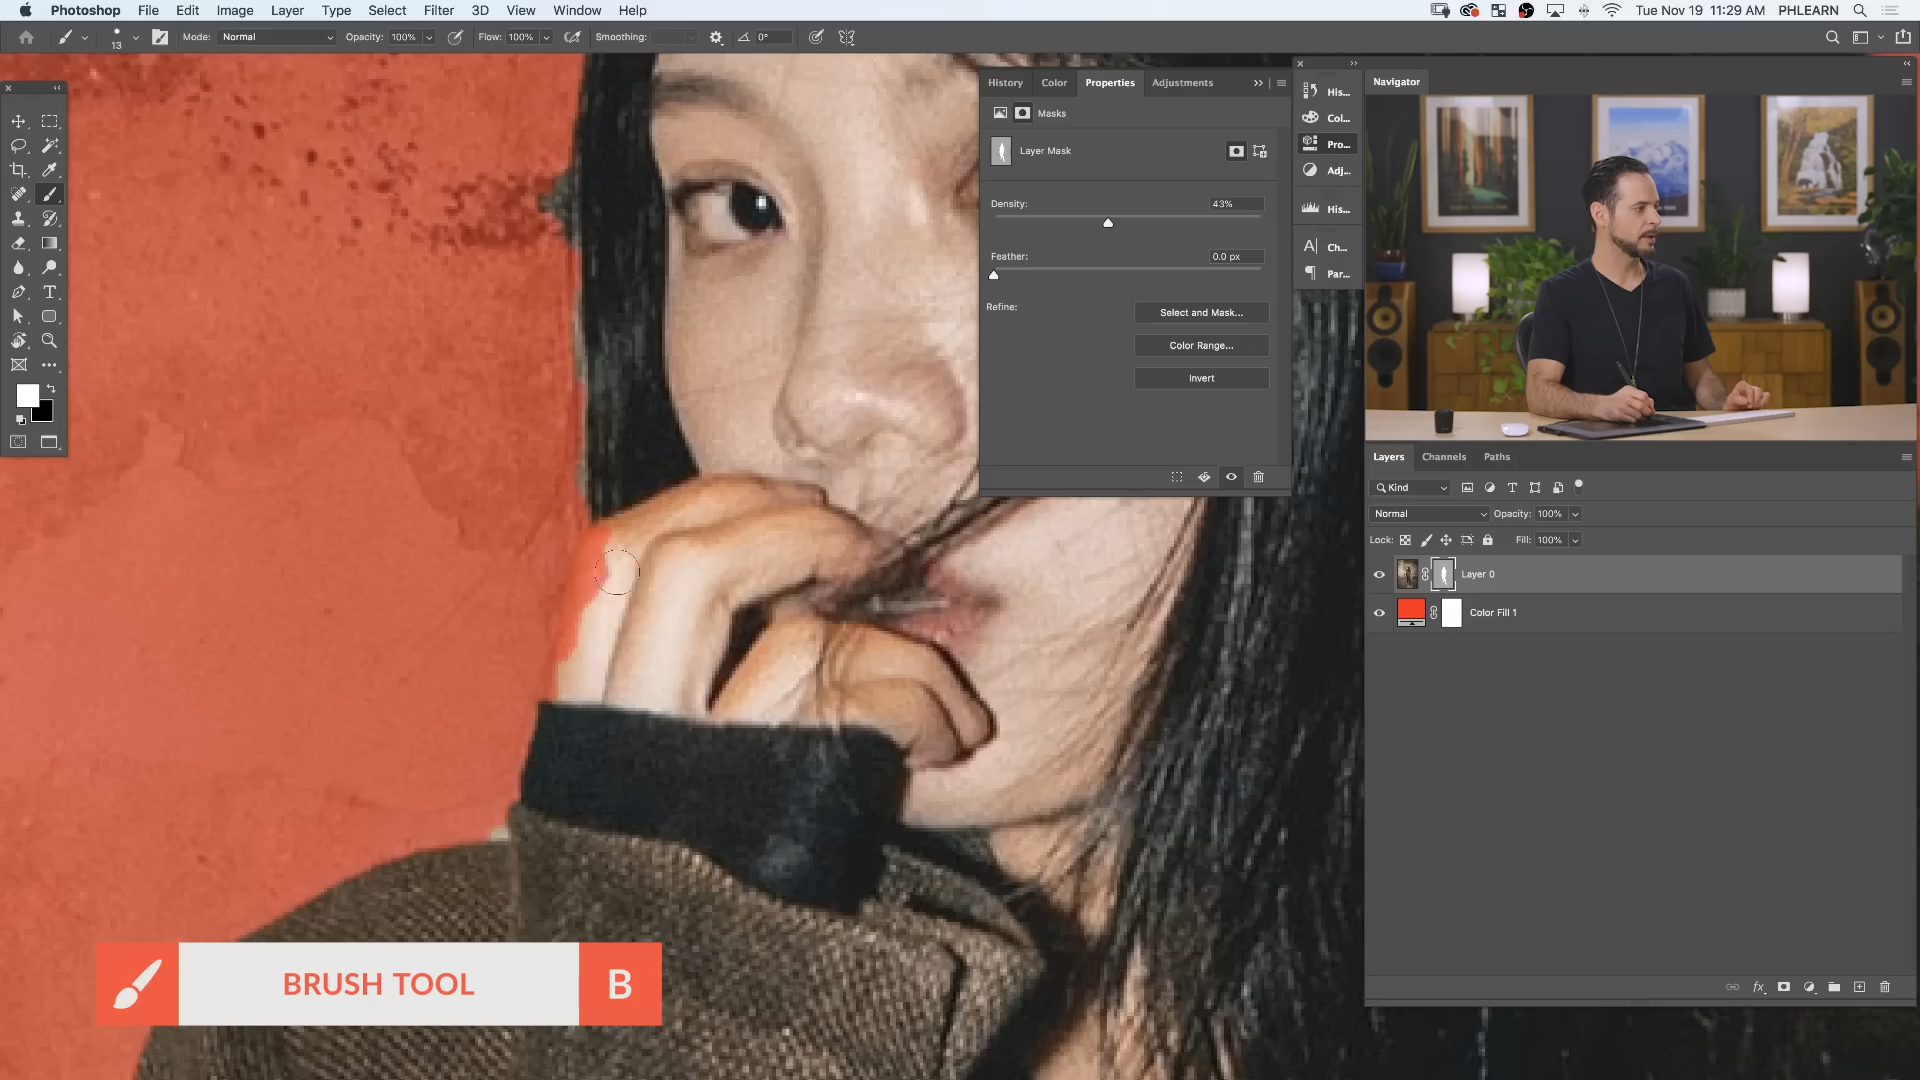 Photoshop File Edit Image Layer Type Select Filter 3D View Window Help Tue Nov 19 11:29 AM PHLEARN
13 Mode: Normal Opacity: 100% Flow: 100% Smoothing: 0°
History Color Properties Adjustments
Masks
Layer Mask
Density: 43%
Feather: 0.0 px
Refine:
Select and Mask...
Color Range...
Invert
His...
Col...
Pro...
Adj...
His...
Ch...
Par...
Navigator
Layers Channels Paths
Kind
Normal Opacity: 100%
Lock: Fill: 100%
Layer 0
Color Fill 1
fx
BRUSH TOOL B